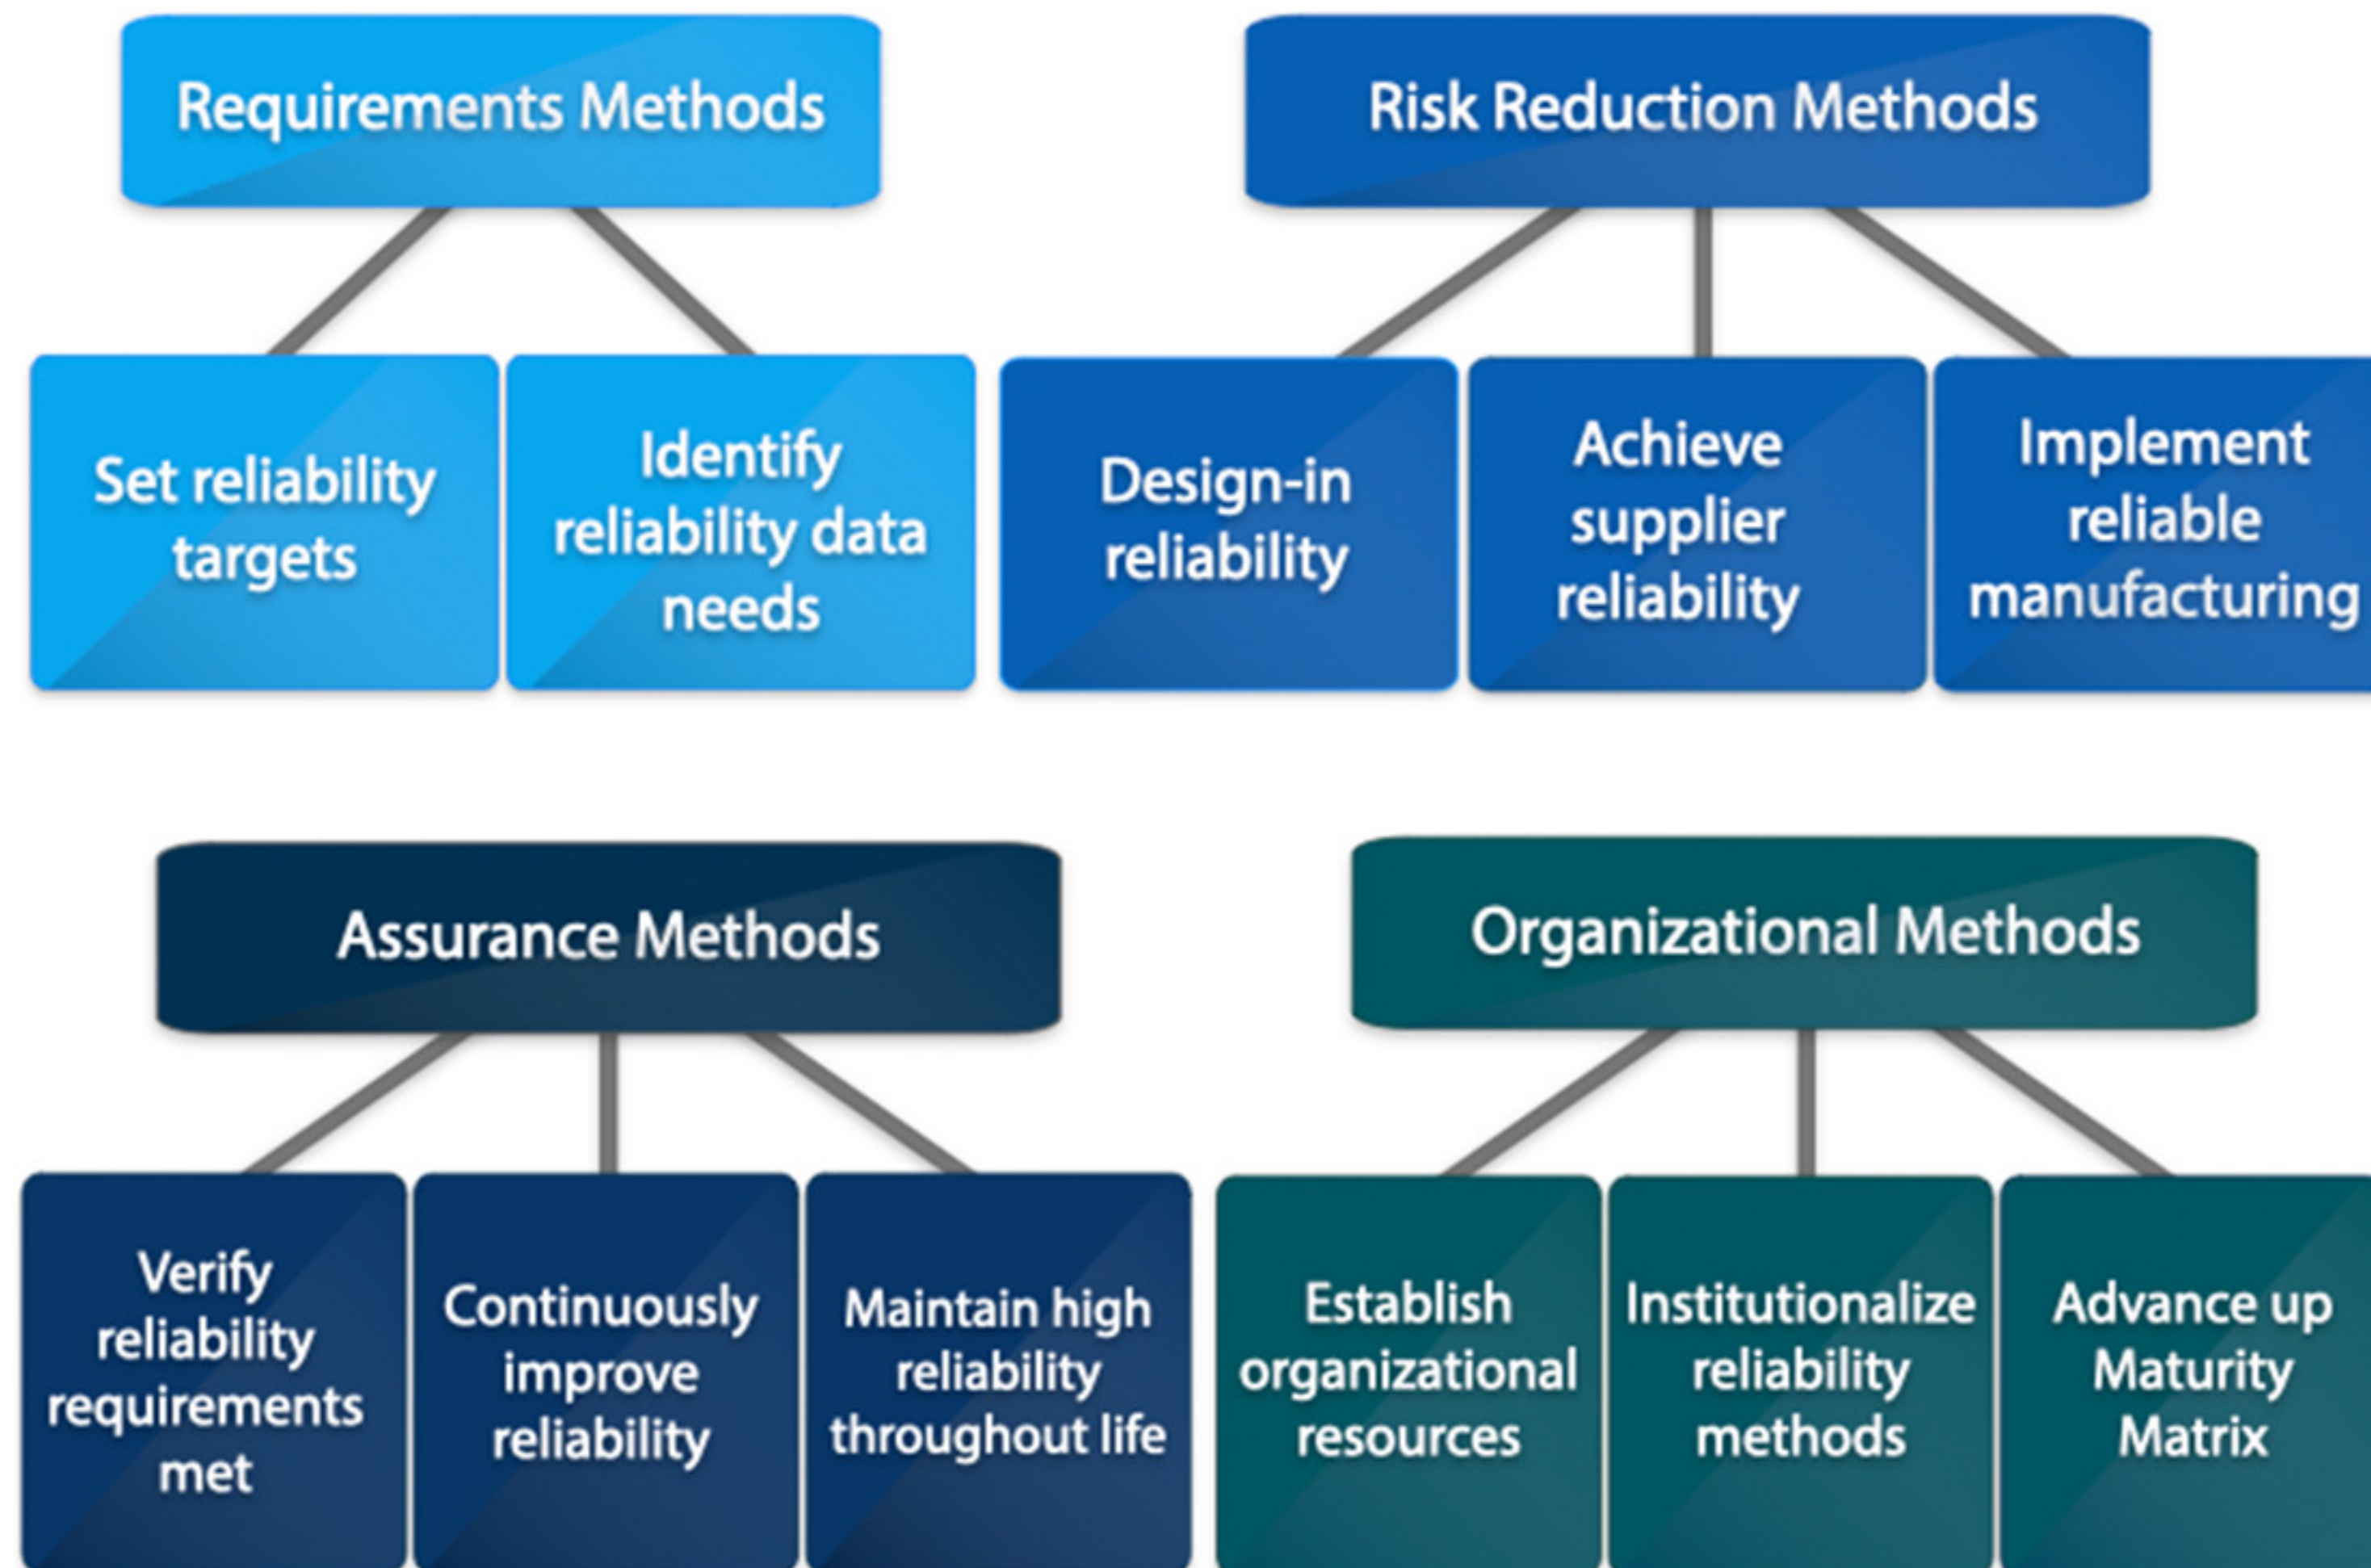 Requirements Methods
Risk Reduction Methods
Set reliability
targets
Identify
reliability data
needs
Design-in
reliability
Achieve
supplier
reliability
Implement
reliable
manufacturing
Assurance Methods
Organizational Methods
Verify
reliability
requirements
met
Continuously
improve
reliability
Maintain high
reliability
throughout life
Establish
organizational
resources
Institutionalize
reliability
methods
Advance up
Maturity
Matrix